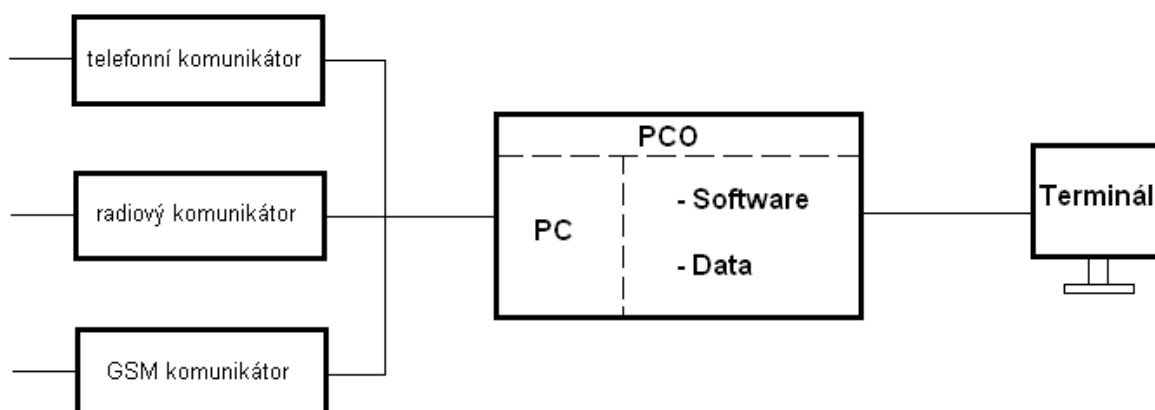 telefonní komunikátor
radiový komunikátor
GSM komunikátor
PCO
PC
- Software
- Data
Terminál